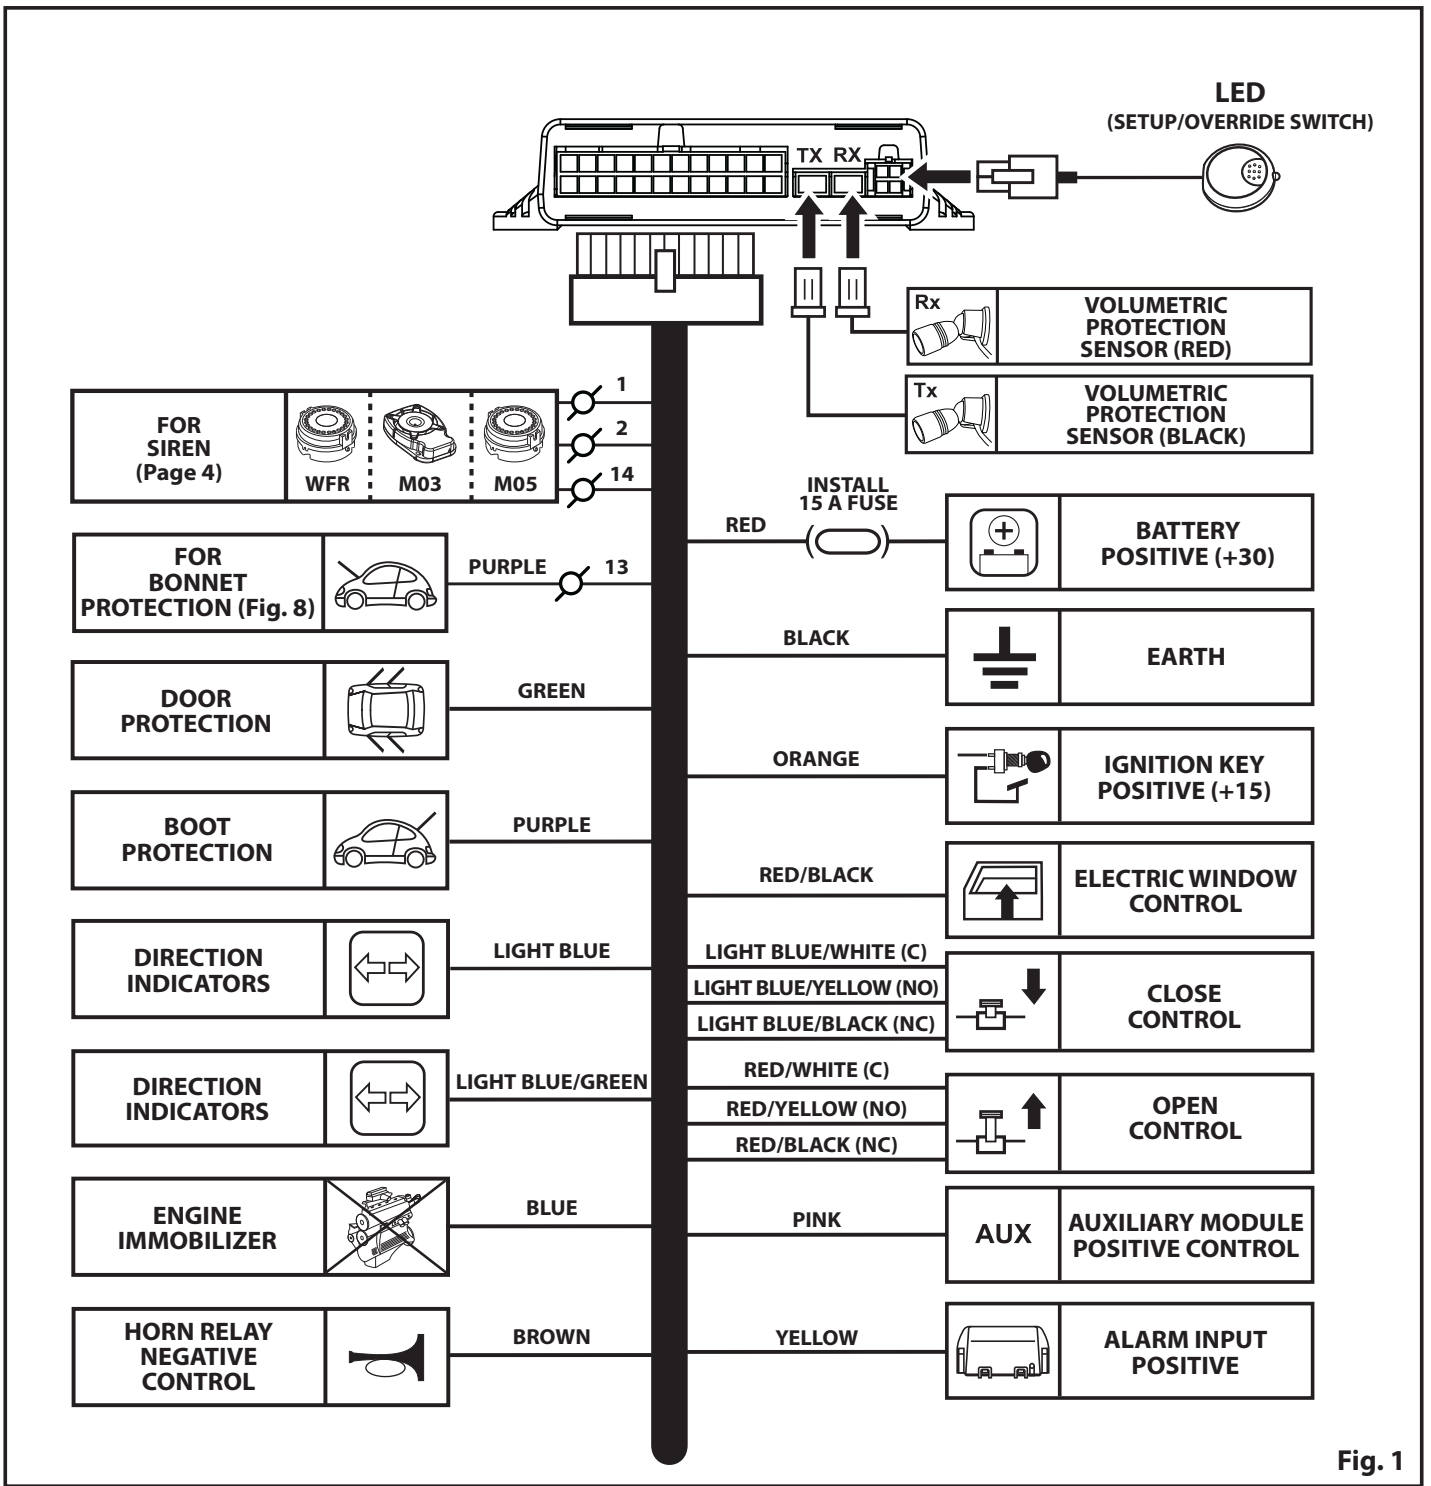 LED
(SETUP/OVERRIDE SWITCH)
TX RX
Rx
VOLUMETRIC
PROTECTION
SENSOR (RED)
Tx
VOLUMETRIC
PROTECTION
SENSOR (BLACK)
FOR
SIREN
(Page 4)
WFR
M03
M05
1
2
14
INSTALL
15 A FUSE
RED
BATTERY
POSITIVE (+30)
FOR
BONNET
PROTECTION (Fig. 8)
PURPLE
13
BLACK
EARTH
DOOR
PROTECTION
GREEN
ORANGE
IGNITION KEY
POSITIVE (+15)
BOOT
PROTECTION
PURPLE
RED/BLACK
ELECTRIC WINDOW
CONTROL
DIRECTION
INDICATORS
LIGHT BLUE
LIGHT BLUE/WHITE (C)
LIGHT BLUE/YELLOW (NO)
LIGHT BLUE/BLACK (NC)
CLOSE
CONTROL
DIRECTION
INDICATORS
LIGHT BLUE/GREEN
RED/WHITE (C)
RED/YELLOW (NO)
RED/BLACK (NC)
OPEN
CONTROL
ENGINE
IMMOBILIZER
BLUE
PINK
AUX
AUXILIARY MODULE
POSITIVE CONTROL
HORN RELAY
NEGATIVE
CONTROL
BROWN
YELLOW
ALARM INPUT
POSITIVE
Fig. 1